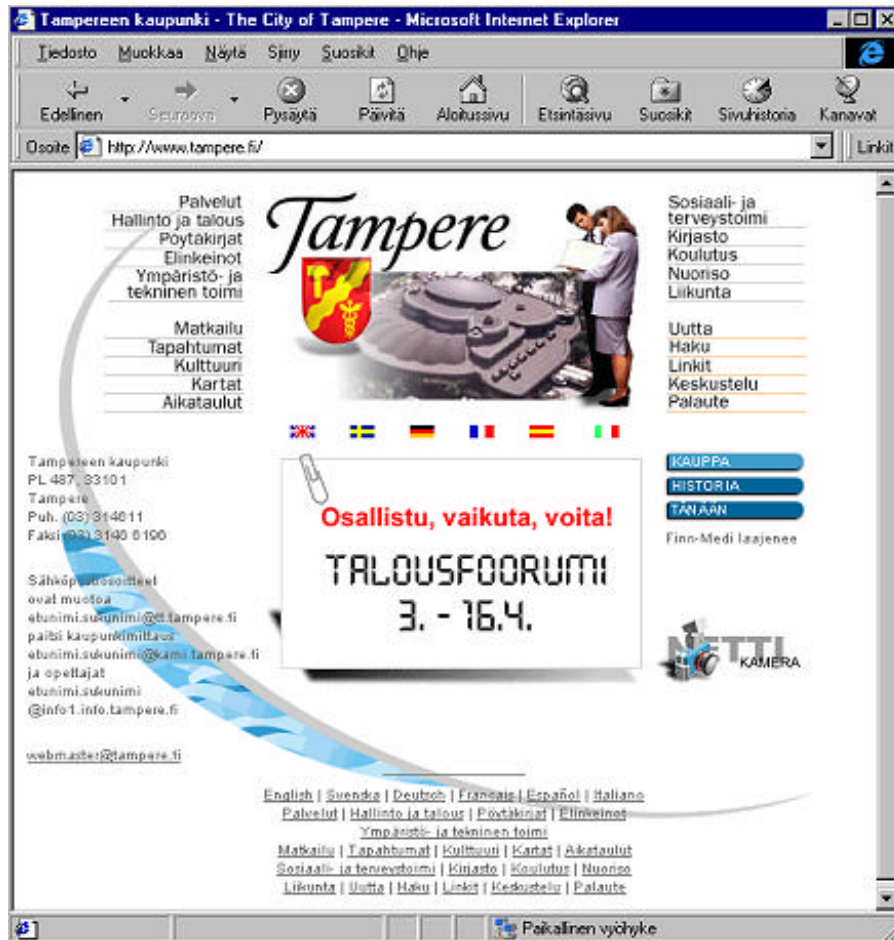 Tampereen kaupunki - The City of Tampere - Microsoft Internet Explorer
Tiedosto Muokkaa Näytä Siirry Suosikit Ohje
Edellinen Seuraava Pysäytä Päivitä Aloitussivu Etsintäsivu Suosikit Sivuhistoria Kanavat
Osoite http://www.tampere.fi/ Linkit
Palvelut
Hallinto ja talous
Pöytäkirjat
Elinkeinot
Ympäristö- ja
tekninen toimi
Matkailu
Tapahtumat
Kulttuuri
Kartat
Aikataulut
Tampere
Sosiaali- ja
terveystoimi
Kirjasto
Koulutus
Nuoriso
Liikunta
Uutta
Haku
Linkit
Keskustelu
Palaute
Tampereen kaupunki
PL 487, 33101
Tampere
Puh. (03) 314611
Faksi (03) 3146 6196
Sähköpostiosoitteet
ovat muotoa
etunimi.sukunimi@tt.tampere.fi
paitsi kaupunkimittaus
etunimi.sukunimi@kami.tampere.fi
ja opettajat
etunimi.sukunimi
@info1.info.tampere.fi
webmaster@tampere.fi
Osallistu, vaikuta, voita!
TALOUSFOORUMI
3. - 16.4.
KAUPPA
HISTORIA
TÄNÄÄN
Finn-Medi laajenee
NETTI
KAMERA
English | Svenska | Deutsch | Français | Español | Italiano
Palvelut | Hallinto ja talous | Pöytäkirjat | Elinkeinot
Ympäristö- ja tekninen toimi
Matkailu | Tapahtumat | Kulttuuri | Kartat | Aikataulut
Sosiaali- ja terveystoimi | Kirjasto | Koulutus | Nuoriso
Liikunta | Uutta | Haku | Linkit | Keskustelu | Palaute
Paikallinen vyöhyke